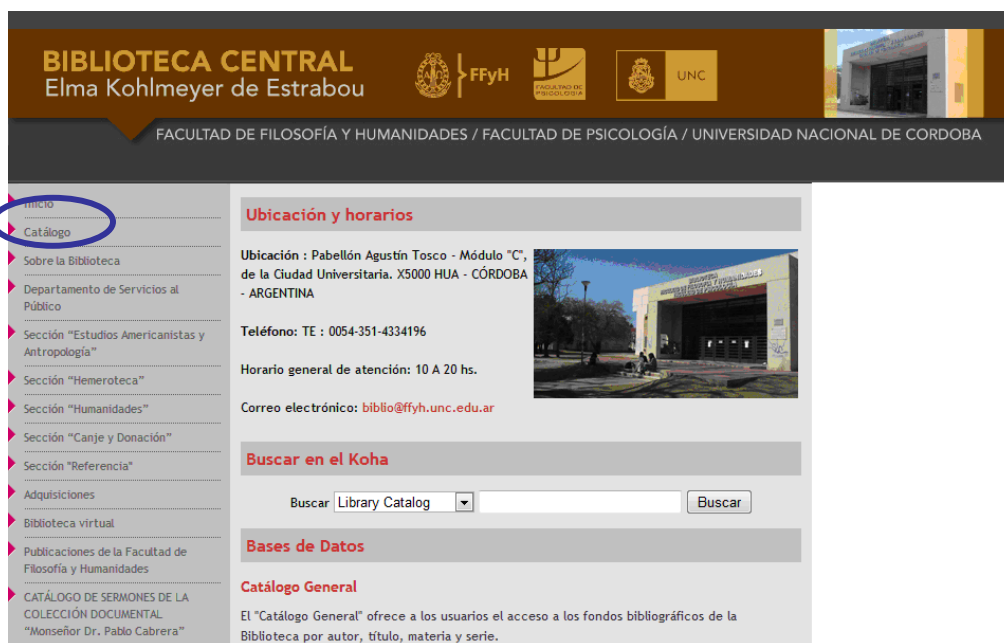 BIBLIOTECA CENTRAL
Elma Kohlmeyer de Estrabou
FFyH
FACULTAD DE
PSICOLOGIA
UNC
FACULTAD DE FILOSOFÍA Y HUMANIDADES / FACULTAD DE PSICOLOGÍA / UNIVERSIDAD NACIONAL DE CORDOBA
Inicio
Catálogo
Sobre la Biblioteca
Departamento de Servicios al
Público
Sección "Estudios Americanistas y
Antropología"
Sección "Hemeroteca"
Sección "Humanidades"
Sección "Canje y Donación"
Sección "Referencia"
Adquisiciones
Biblioteca virtual
Publicaciones de la Facultad de
Filosofía y Humanidades
CATÁLOGO DE SERMONES DE LA
COLECCIÓN DOCUMENTAL
"Monseñor Dr. Pablo Cabrera"
Ubicación y horarios
Ubicación : Pabellón Agustín Tosco - Módulo "C",
de la Ciudad Universitaria. X5000 HUA - CÓRDOBA
- ARGENTINA
Teléfono: TE : 0054-351-4334196
Horario general de atención: 10 A 20 hs.
Correo electrónico: biblio@ffyh.unc.edu.ar
BIBLIOTECA
Buscar en el Koha
Buscar Library Catalog Buscar
Bases de Datos
Catálogo General
El "Catálogo General" ofrece a los usuarios el acceso a los fondos bibliográficos de la
Biblioteca por autor, título, materia y serie.